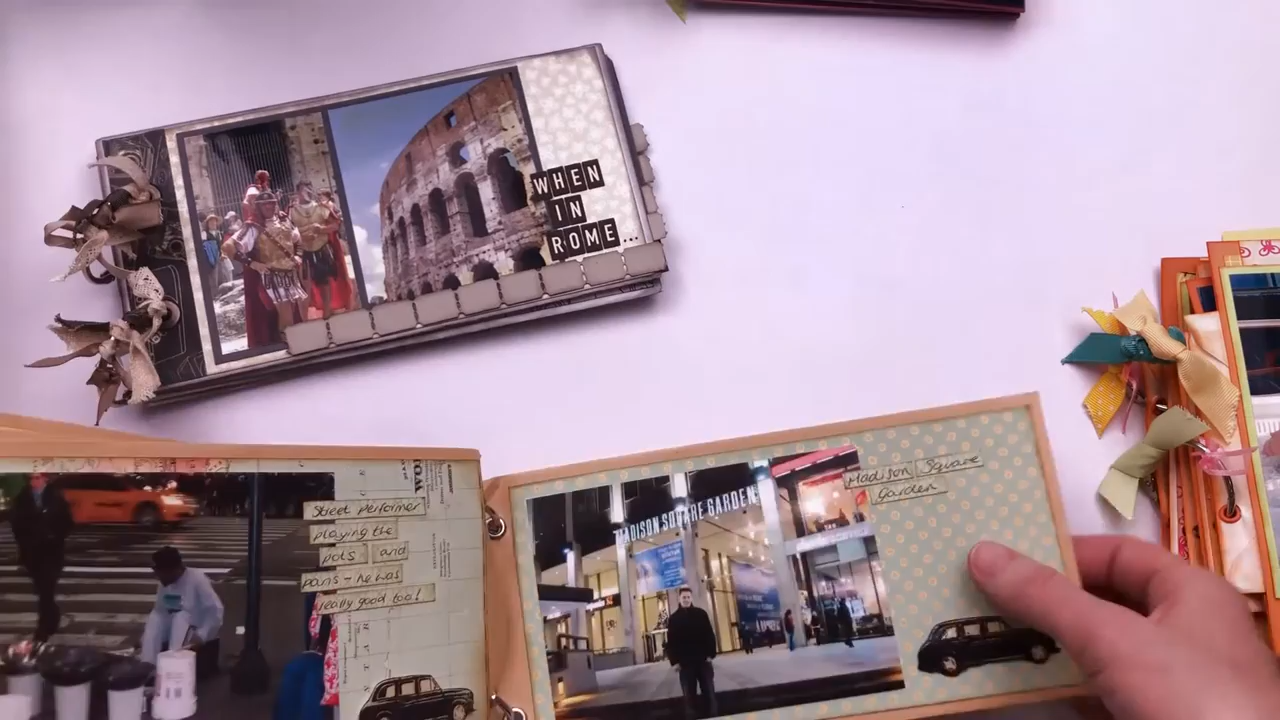 WHEN
IN
ROME...
Street Performer
playing the
pots and
pans - he was
really good too!
MADISON SQUARE GARDEN
Madison Square
Garden